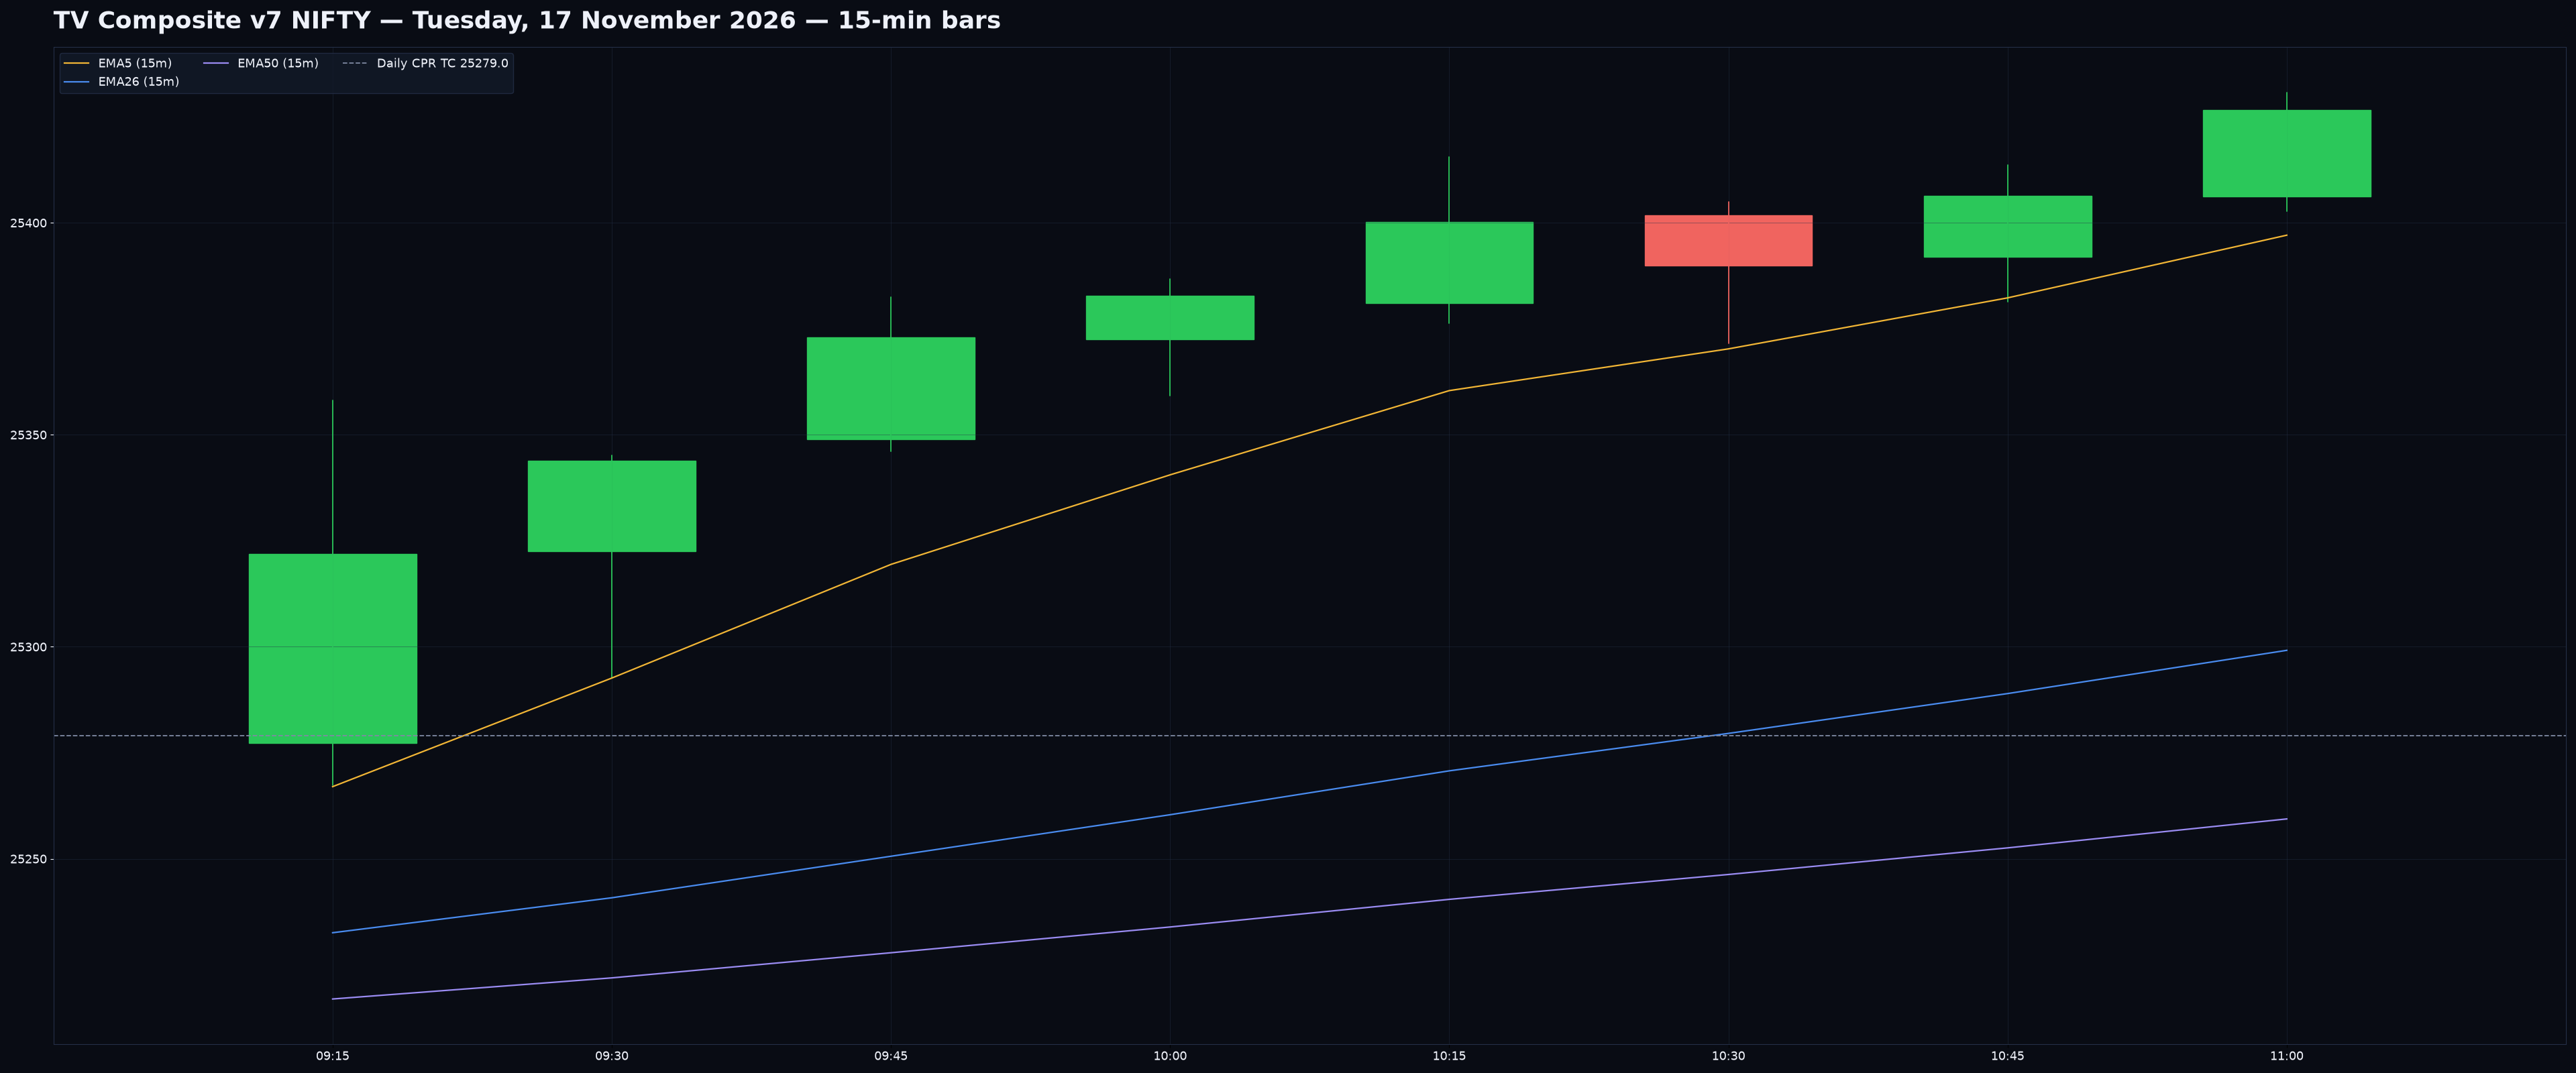 TV Composite v7 NIFTY — Tuesday, 17 November 2026 — 15-min bars
EMA5 (15m) EMA50 (15m) Daily CPR TC 25279.0
EMA26 (15m)
25400
25350
25300
25250
09:15 09:30 09:45 10:00 10:15 10:30 10:45 11:00